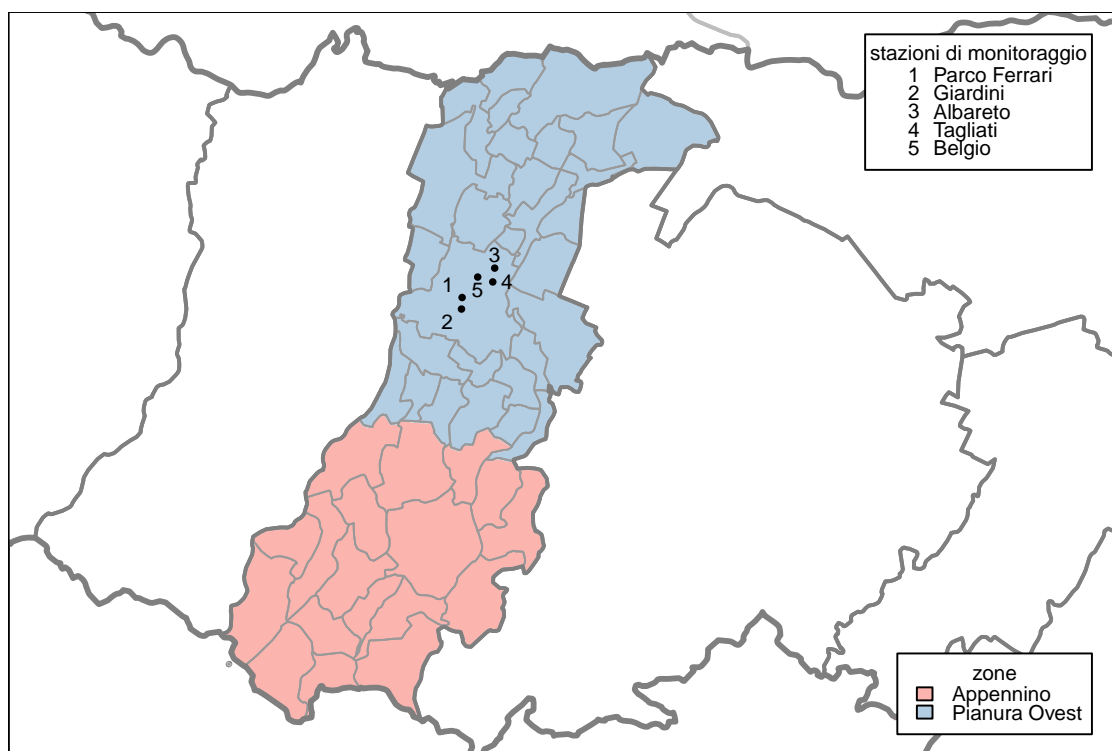 stazioni di monitoraggio
1 Parco Ferrari
2 Giardini
3 Albareto
4 Tagliati
5 Belgio
3
1
5 4
2
zone
Appennino
Pianura Ovest